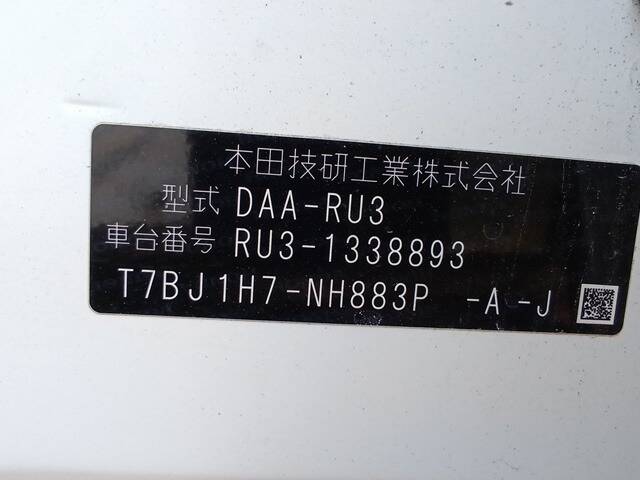 本田技研工業株式会社
型式 DAA-RU3
車台番号 RU3-1338893
T7BJ1H7-NH883P -A-J